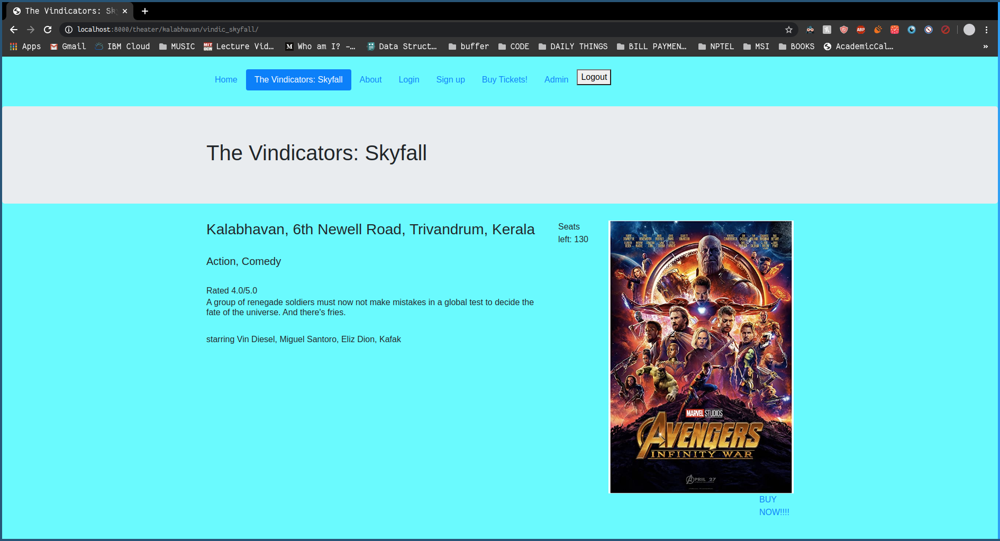 The Vindicators: Sky
localhost:8000/theater/kalabhavan/vindic_skyfall/
ABP
Apps Gmail IBM Cloud MUSIC MIT OCW Lecture Vid… M Who am I? –… Data Struct… buffer CODE DAILY THINGS BILL PAYMEN… NPTEL MSI BOOKS AcademicCal… »
Home The Vindicators: Skyfall About Login Sign up Buy Tickets! Admin Logout
The Vindicators: Skyfall
Kalabhavan, 6th Newell Road, Trivandrum, Kerala
Action, Comedy
Rated 4.0/5.0
A group of renegade soldiers must now not make mistakes in a global test to decide the
fate of the universe. And there's fries.
starring Vin Diesel, Miguel Santoro, Eliz Dion, Kafak
Seats
left: 130
MARVEL STUDIOS
AVENGERS
INFINITY WAR
APRIL 27
BUY
NOW!!!!